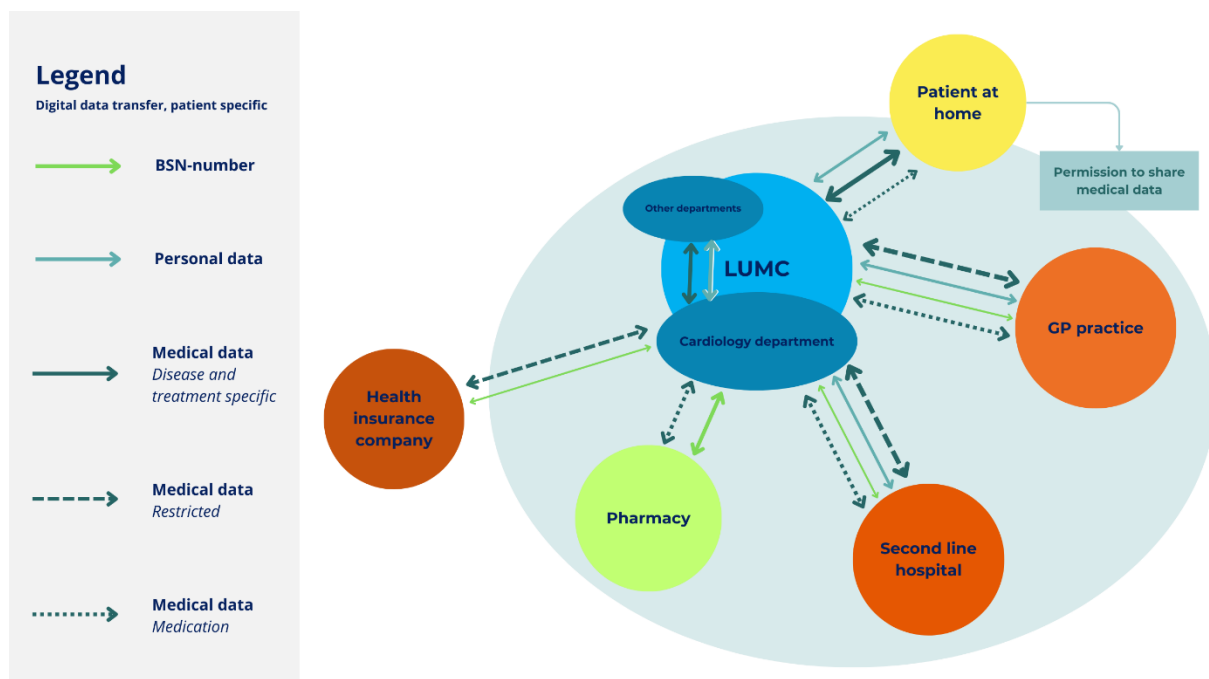 Legend
Digital data transfer, patient specific
BSN-number
Personal data
Medical data
Disease and
treatment specific
Medical data
Restricted
Medical data
Medication
Patient at
home
Permission to share
medical data
Other departments
LUMC
Cardiology department
GP practice
Health
insurance
company
Pharmacy
Second line
hospital